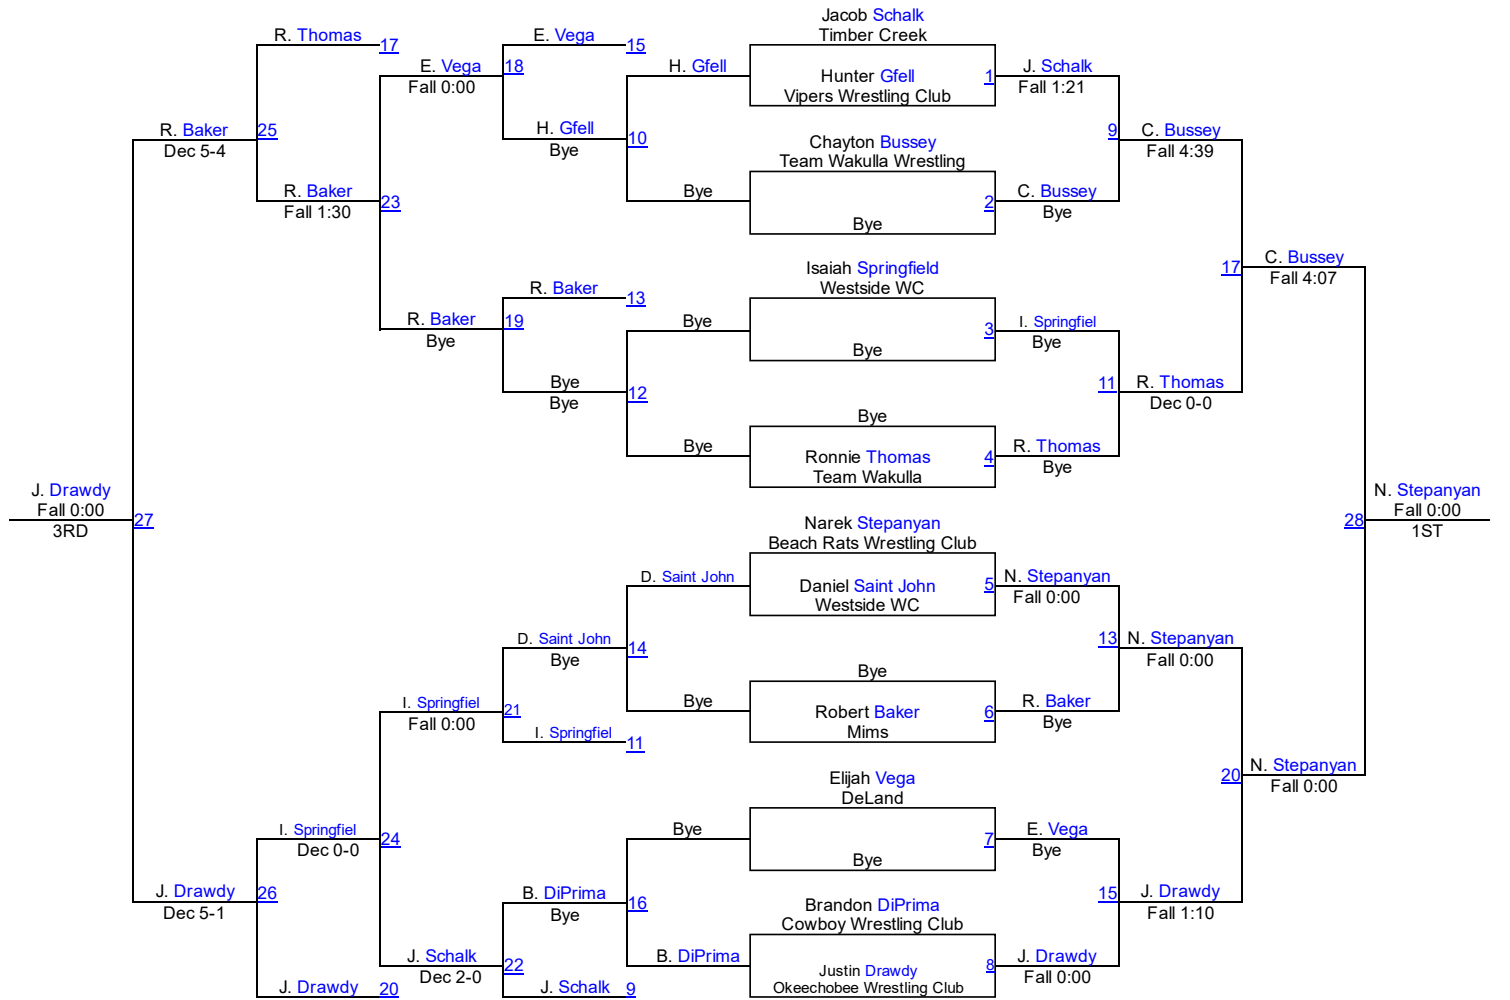 Jacob Schalk
Timber Creek
R. Thomas
17
E. Vega
15
E. Vega
18
Fall 0:00
H. Gfell
Hunter Gfell
Vipers Wrestling Club
1
J. Schalk
Fall 1:21
R. Baker
25
Dec 5-4
H. Gfell
10
Bye
Chayton Bussey
Team Wakulla Wrestling
9
C. Bussey
Fall 4:39
R. Baker
23
Fall 1:30
Bye
Bye
2
C. Bussey
Bye
Isaiah Springfield
Westside WC
17
C. Bussey
Fall 4:07
R. Baker
13
R. Baker
19
Bye
Bye
Bye
3
I. Springfiel
Bye
Bye
Bye
12
11
R. Thomas
Dec 0-0
Bye
Bye
Ronnie Thomas
Team Wakulla
4
R. Thomas
Bye
J. Drawdy
Fall 0:00
3RD
27
Narek Stepanyan
Beach Rats Wrestling Club
28
N. Stepanyan
Fall 0:00
1ST
D. Saint John
Daniel Saint John
Westside WC
5
N. Stepanyan
Fall 0:00
D. Saint John
14
Bye
13
N. Stepanyan
Fall 0:00
Bye
I. Springfiel
21
Fall 0:00
Bye
Robert Baker
Mims
6
R. Baker
Bye
I. Springfiel
11
Elijah Vega
DeLand
20
N. Stepanyan
Fall 0:00
I. Springfiel
24
Dec 0-0
Bye
Bye
7
E. Vega
Bye
J. Drawdy
26
Dec 5-1
B. DiPrima
16
Bye
Brandon DiPrima
Cowboy Wrestling Club
15
J. Drawdy
Fall 1:10
J. Schalk
22
Dec 2-0
B. DiPrima
Justin Drawdy
Okeechobee Wrestling Club
8
J. Drawdy
Fall 0:00
J. Drawdy
20
J. Schalk
9